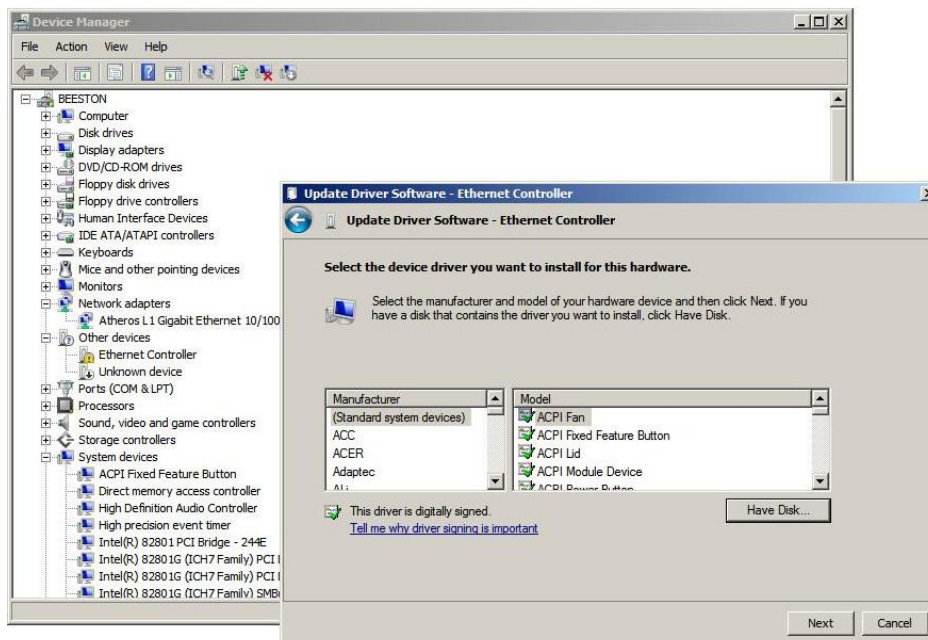 Device Manager
File Action View Help
BEESTON
Computer
Disk drives
Display adapters
DVD/CD-ROM drives
Floppy disk drives
Floppy drive controllers
Human Interface Devices
IDE ATA/ATAPI controllers
Keyboards
Mice and other pointing devices
Monitors
Network adapters
Atheros L1 Gigabit Ethernet 10/100
Other devices
Ethernet Controller
Unknown device
Ports (COM & LPT)
Processors
Sound, video and game controllers
Storage controllers
System devices
ACPI Fixed Feature Button
Direct memory access controller
High Definition Audio Controller
High precision event timer
Intel(R) 82801 PCI Bridge - 244E
Intel(R) 82801G (ICH7 Family) PCI
Intel(R) 82801G (ICH7 Family) PCI
Intel(R) 82801G (ICH7 Family) SMB
Update Driver Software - Ethernet Controller
Update Driver Software - Ethernet Controller
Select the device driver you want to install for this hardware.
Select the manufacturer and model of your hardware device and then click Next. If you
have a disk that contains the driver you want to install, click Have Disk.
Manufacturer
(Standard system devices)
ACC
ACER
Adaptec
ALi
Model
ACPI Fan
ACPI Fixed Feature Button
ACPI Lid
ACPI Module Device
ACPI Power Button
This driver is digitally signed.
Tell me why driver signing is important
Have Disk...
Next Cancel